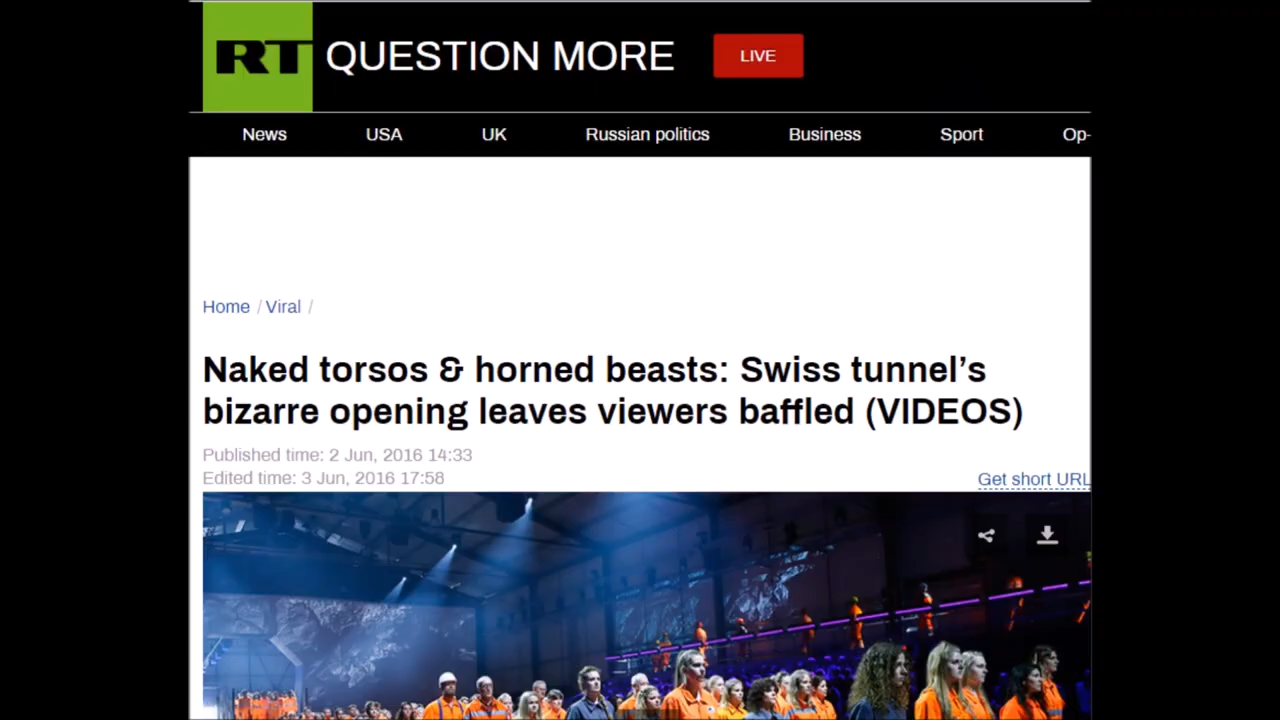 RT QUESTION MORE LIVE
News USA UK Russian politics Business Sport Op-
Home / Viral /
Naked torsos & horned beasts: Swiss tunnel’s
bizarre opening leaves viewers baffled (VIDEOS)
Published time: 2 Jun, 2016 14:33
Edited time: 3 Jun, 2016 17:58
Get short URL